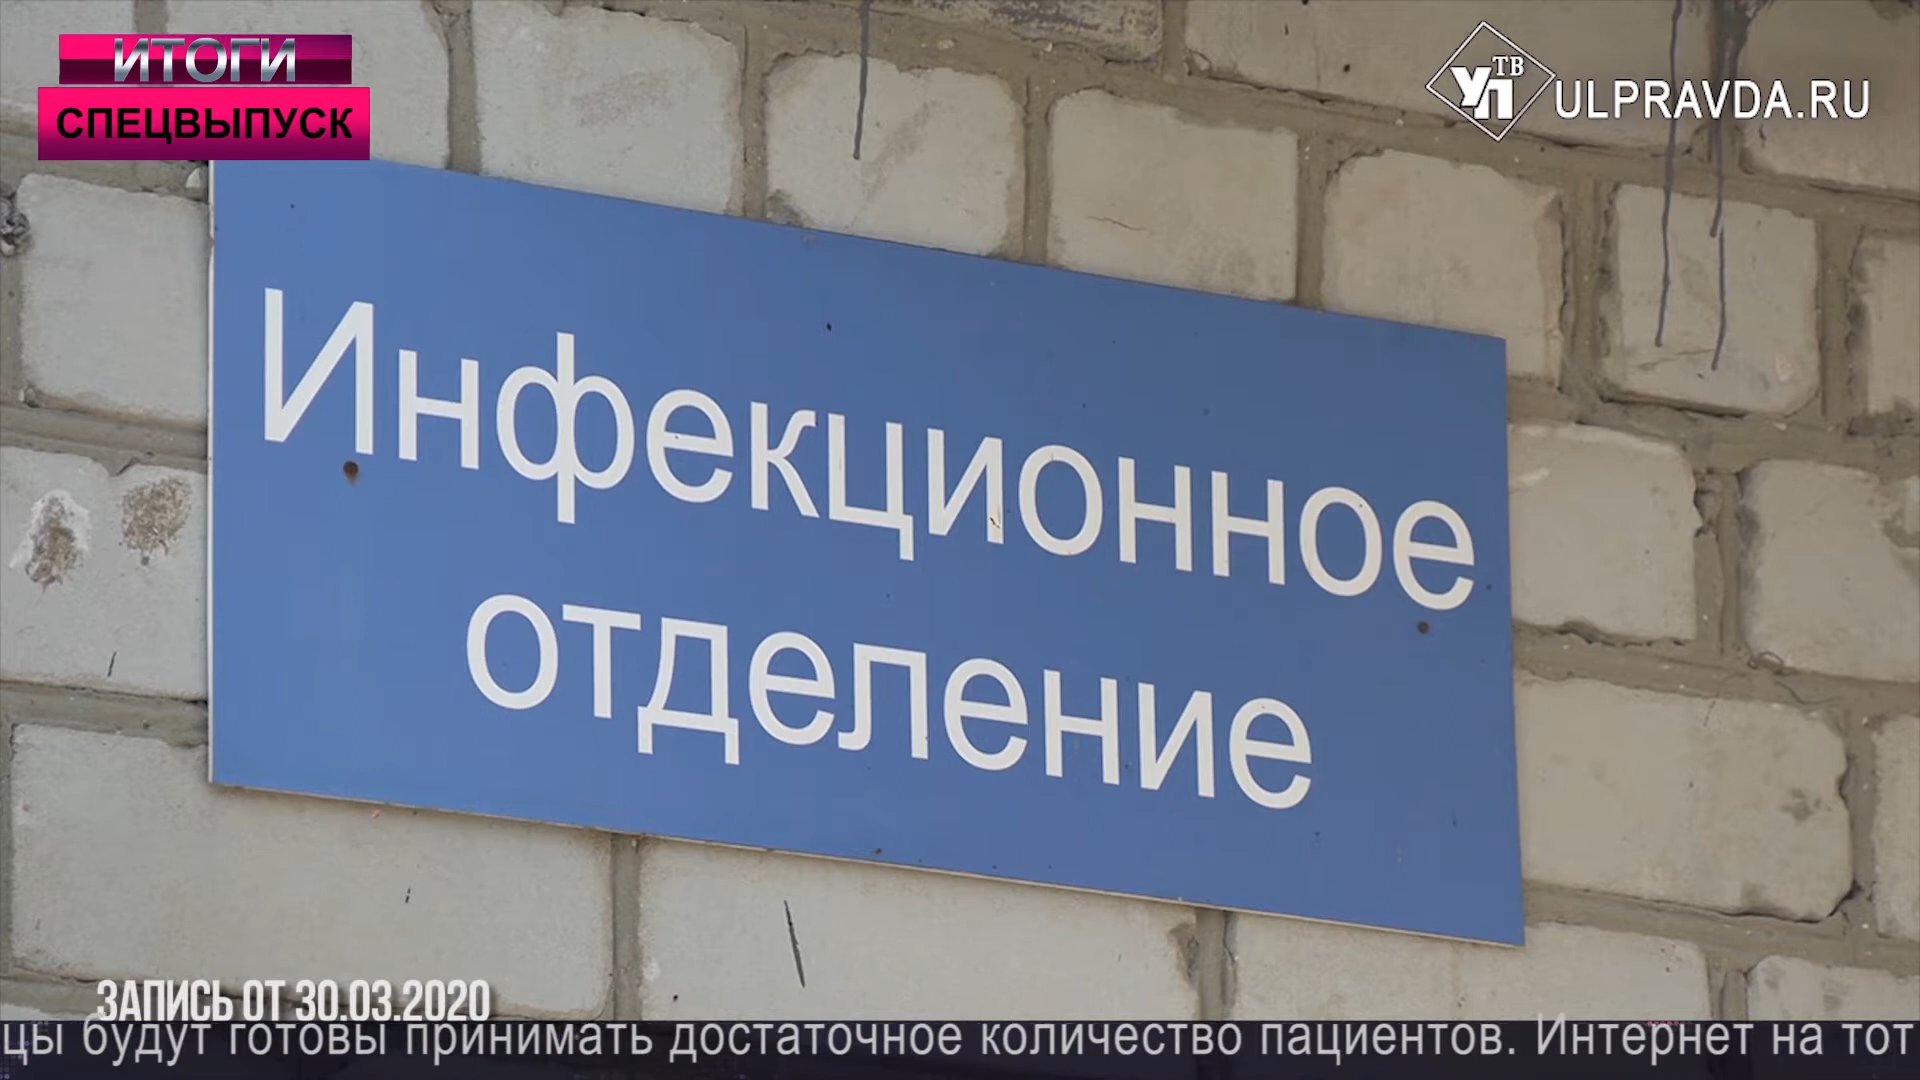 ИТОГИ
СПЕЦВЫПУСК
УП ТВ ULPRAVDA.RU
Инфекционное
отделение
ЗАПИСЬ ОТ 30.03.2020
цы будут готовы принимать достаточное количество пациентов. Интернет на тот